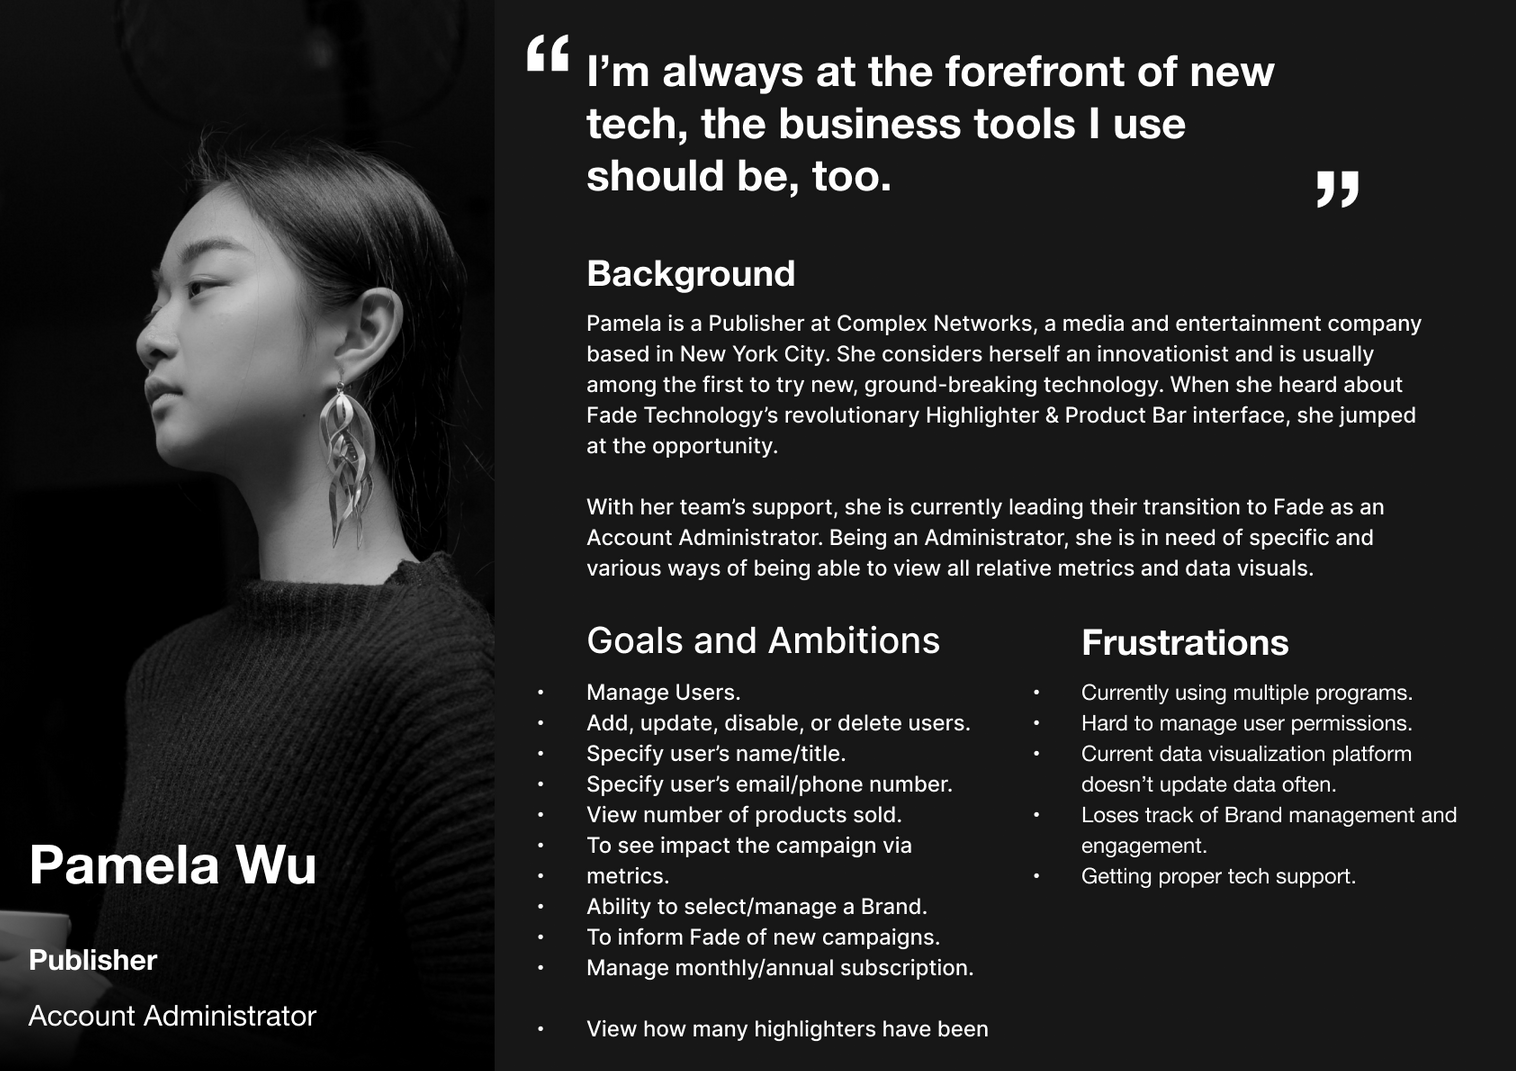 “ I’m always at the forefront of new
tech, the business tools I use
should be, too. ”
Background
Pamela is a Publisher at Complex Networks, a media and entertainment company
based in New York City. She considers herself an innovationist and is usually
among the first to try new, ground-breaking technology. When she heard about
Fade Technology’s revolutionary Highlighter & Product Bar interface, she jumped
at the opportunity.
With her team’s support, she is currently leading their transition to Fade as an
Account Administrator. Being an Administrator, she is in need of specific and
various ways of being able to view all relative metrics and data visuals.
Goals and Ambitions
• Manage Users.
• Add, update, disable, or delete users.
• Specify user’s name/title.
• Specify user’s email/phone number.
• View number of products sold.
• To see impact the campaign via
• metrics.
• Ability to select/manage a Brand.
• To inform Fade of new campaigns.
• Manage monthly/annual subscription.
• View how many highlighters have been
Frustrations
• Currently using multiple programs.
• Hard to manage user permissions.
• Current data visualization platform
doesn’t update data often.
• Loses track of Brand management and
engagement.
• Getting proper tech support.
Pamela Wu
Publisher
Account Administrator